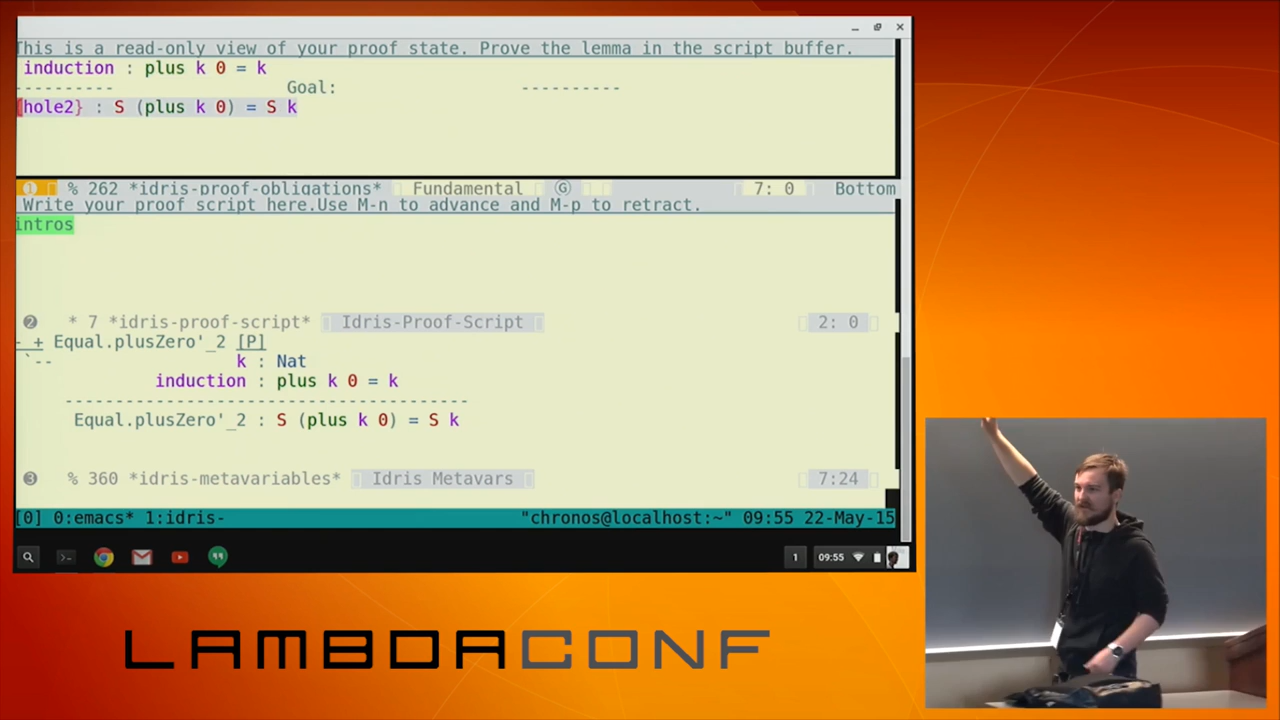 This is a read-only view of your proof state. Prove the lemma in the script buffer.
induction : plus k 0 = k
---------- Goal: ----------
{hole2} : S (plus k 0) = S k
1 % 262 *idris-proof-obligations* Fundamental G 7: 0 Bottom
Write your proof script here.Use M-n to advance and M-p to retract.
intros
2 * 7 *idris-proof-script* Idris-Proof-Script 2: 0
- + Equal.plusZero'_2 [P]
`-- k : Nat
induction : plus k 0 = k
----------------------------------------
Equal.plusZero'_2 : S (plus k 0) = S k
3 % 360 *idris-metavariables* Idris Metavars 7:24
[0] 0:emacs* 1:idris- "chronos@localhost:~" 09:55 22-May-15
1 09:55
LAMBDACONF